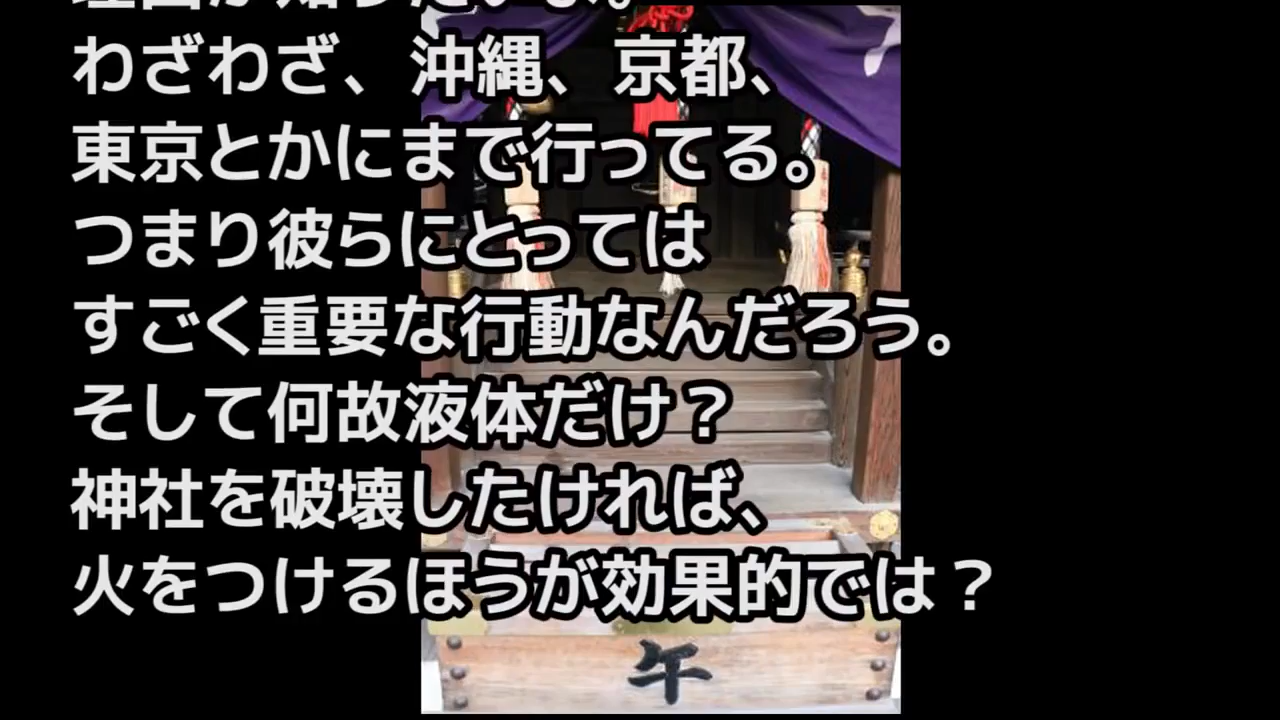 わざわざ、沖縄、京都、
東京とかにまで行ってる。
つまり彼らにとっては
すごく重要な行動なんだろう。
そして何故液体だけ？
神社を破壊したければ、
火をつけるほうが効果的では？
午